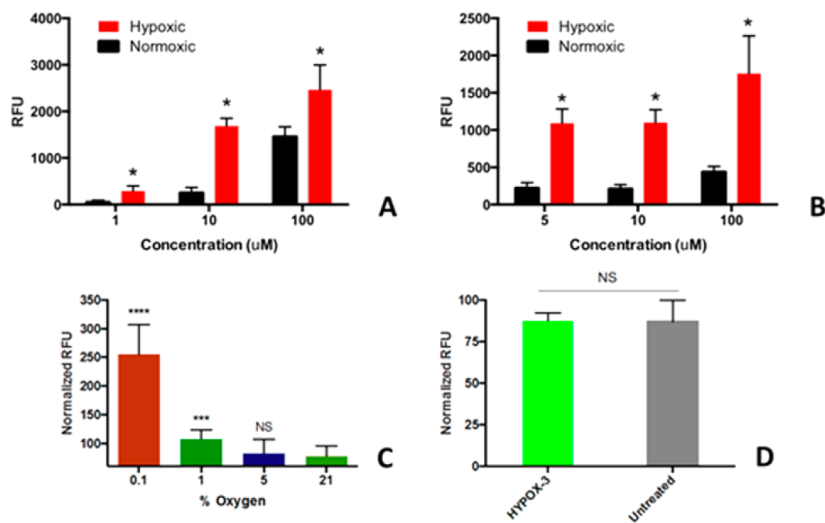 4000
3000
2000
1000
0
RFU
Hypoxic
Normoxic
*
*
*
1
10
100
Concentration (uM)
A
2500
2000
1500
1000
500
0
RFU
Hypoxic
Normoxic
*
*
*
5
10
100
Concentration (uM)
B
350
300
250
200
150
100
Normalized RFU
****
***
NS
0.1
1
5
21
% Oxygen
C
100
75
50
25
0
Normalized RFU
NS
HYPOX-3
Untreated
D